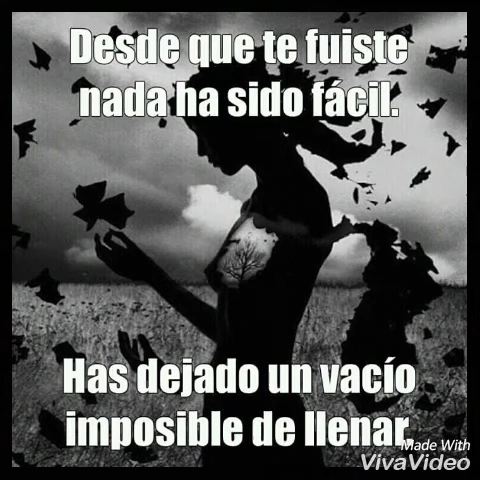 Desde que te fuiste
nada ha sido fácil.
Has dejado un vacío
imposible de llenar
Made With
VivaVideo